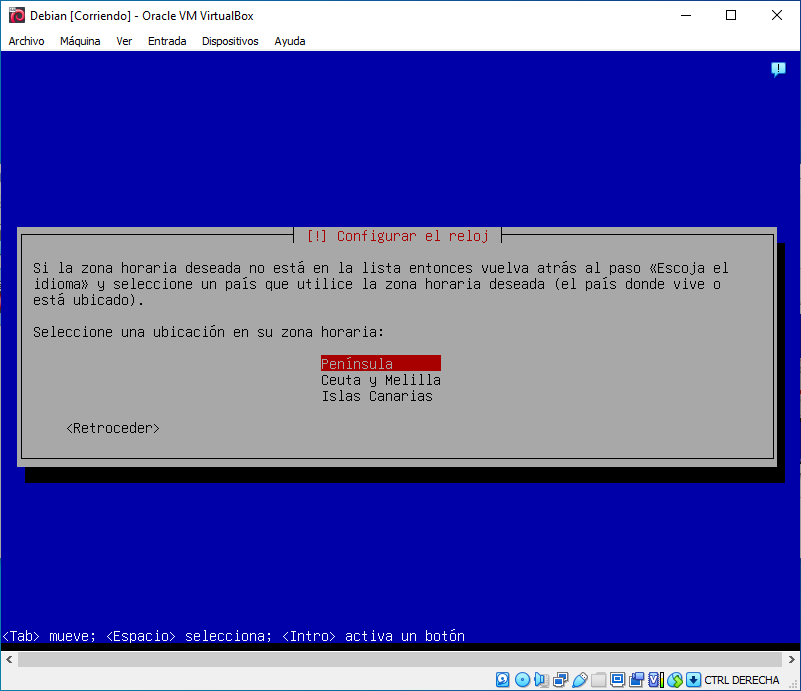 Debian [Corriendo] - Oracle VM VirtualBox
Archivo Máquina Ver Entrada Dispositivos Ayuda
[!] Configurar el reloj
Si la zona horaria deseada no está en la lista entonces vuelva atrás al paso «Escoja el
idioma» y seleccione un país que utilice la zona horaria deseada (el país donde vive o
está ubicado).
Seleccione una ubicación en su zona horaria:
Península
Ceuta y Melilla
Islas Canarias
<Retroceder>
<Tab> mueve; <Espacio> selecciona; <Intro> activa un botón
CTRL DERECHA